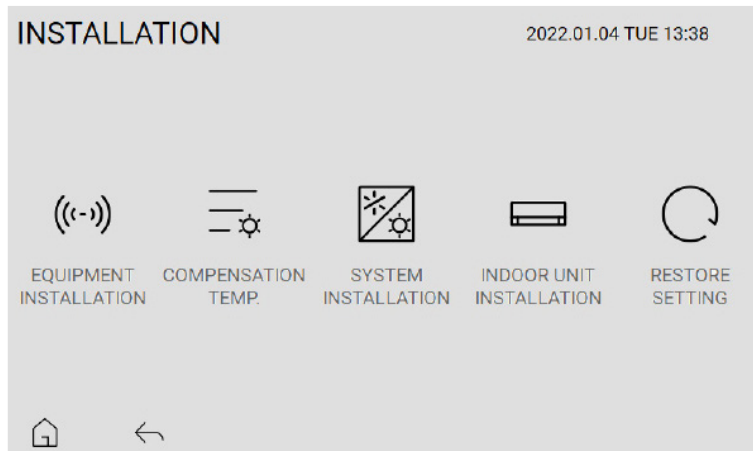 INSTALLATION
2022.01.04 TUE 13:38
EQUIPMENT
INSTALLATION
COMPENSATION
TEMP.
SYSTEM
INSTALLATION
INDOOR UNIT
INSTALLATION
RESTORE
SETTING